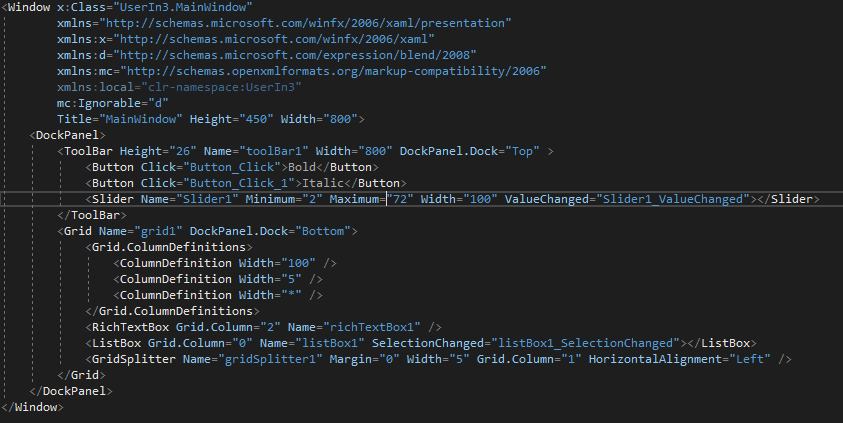 <Window x:Class="UserIn3.MainWindow"
xmlns="http://schemas.microsoft.com/winfx/2006/xaml/presentation"
xmlns:x="http://schemas.microsoft.com/winfx/2006/xaml"
xmlns:d="http://schemas.microsoft.com/expression/blend/2008"
xmlns:mc="http://schemas.openxmlformats.org/markup-compatibility/2006"
xmlns:local="clr-namespace:UserIn3"
mc:Ignorable="d"
Title="MainWindow" Height="450" Width="800">
<DockPanel>
<ToolBar Height="26" Name="toolBar1" Width="800" DockPanel.Dock="Top" >
<Button Click="Button_Click">Bold</Button>
<Button Click="Button_Click_1">Italic</Button>
<Slider Name="Slider1" Minimum="2" Maximum="72" Width="100" ValueChanged="Slider1_ValueChanged"></Slider>
</ToolBar>
<Grid Name="grid1" DockPanel.Dock="Bottom">
<Grid.ColumnDefinitions>
<ColumnDefinition Width="100" />
<ColumnDefinition Width="5" />
<ColumnDefinition Width="*" />
</Grid.ColumnDefinitions>
<RichTextBox Grid.Column="2" Name="richTextBox1" />
<ListBox Grid.Column="0" Name="listBox1" SelectionChanged="listBox1_SelectionChanged"></ListBox>
<GridSplitter Name="gridSplitter1" Margin="0" Width="5" Grid.Column="1" HorizontalAlignment="Left" />
</Grid>
</DockPanel>
</Window>